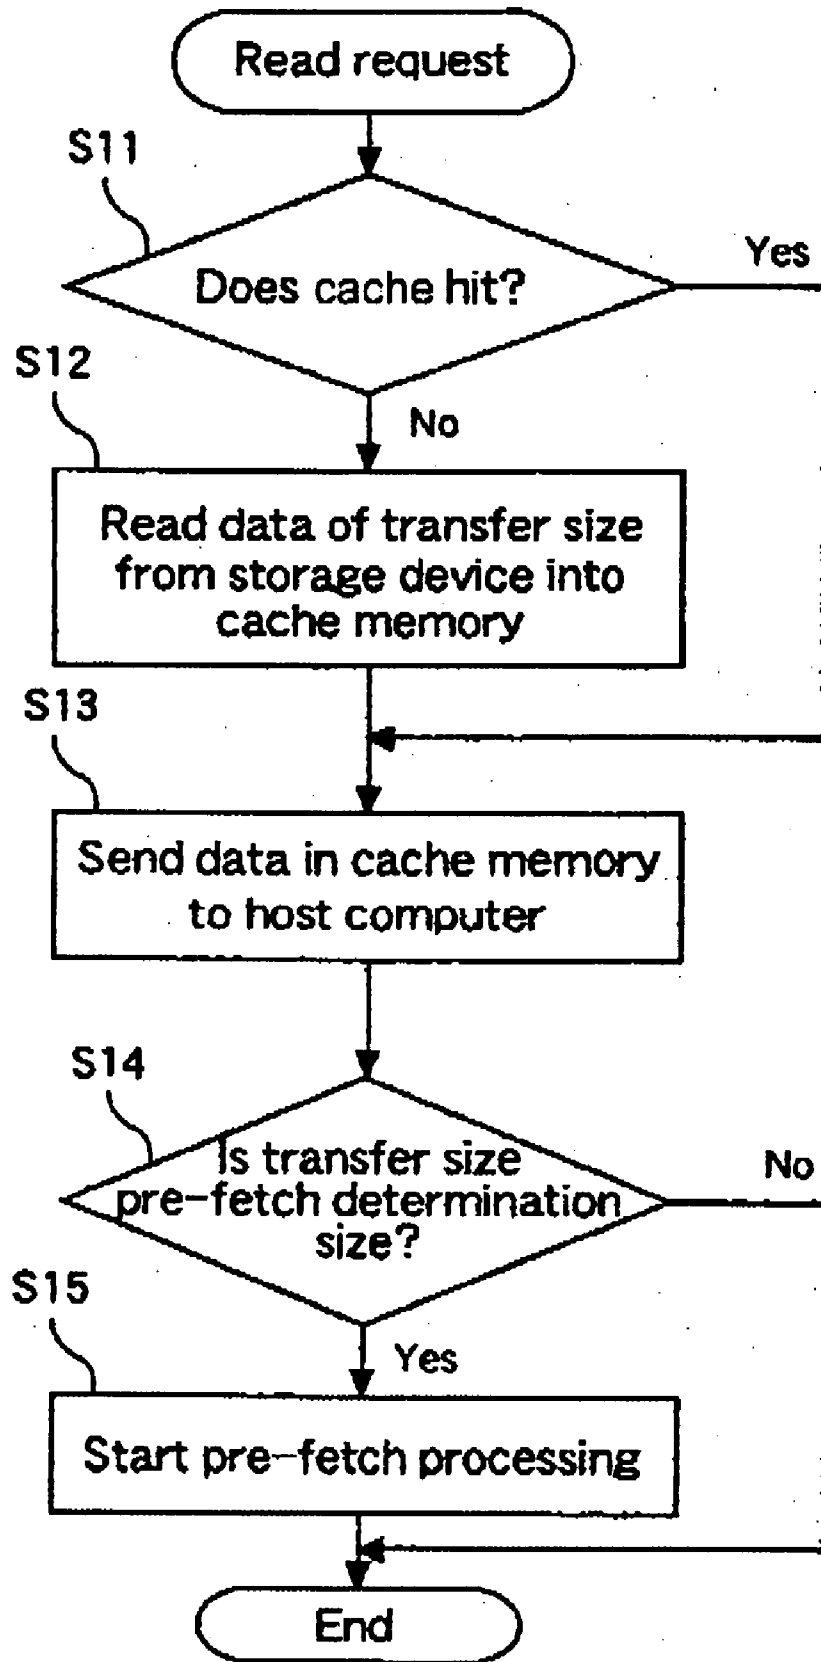 Read request
S11
Does cache hit?
Yes
S12
No
Read data of transfer size
from storage device into
cache memory
S13
Send data in cache memory
to host computer
S14
Is transfer size
pre-fetch determination
size?
No
S15
Yes
Start pre-fetch processing
End